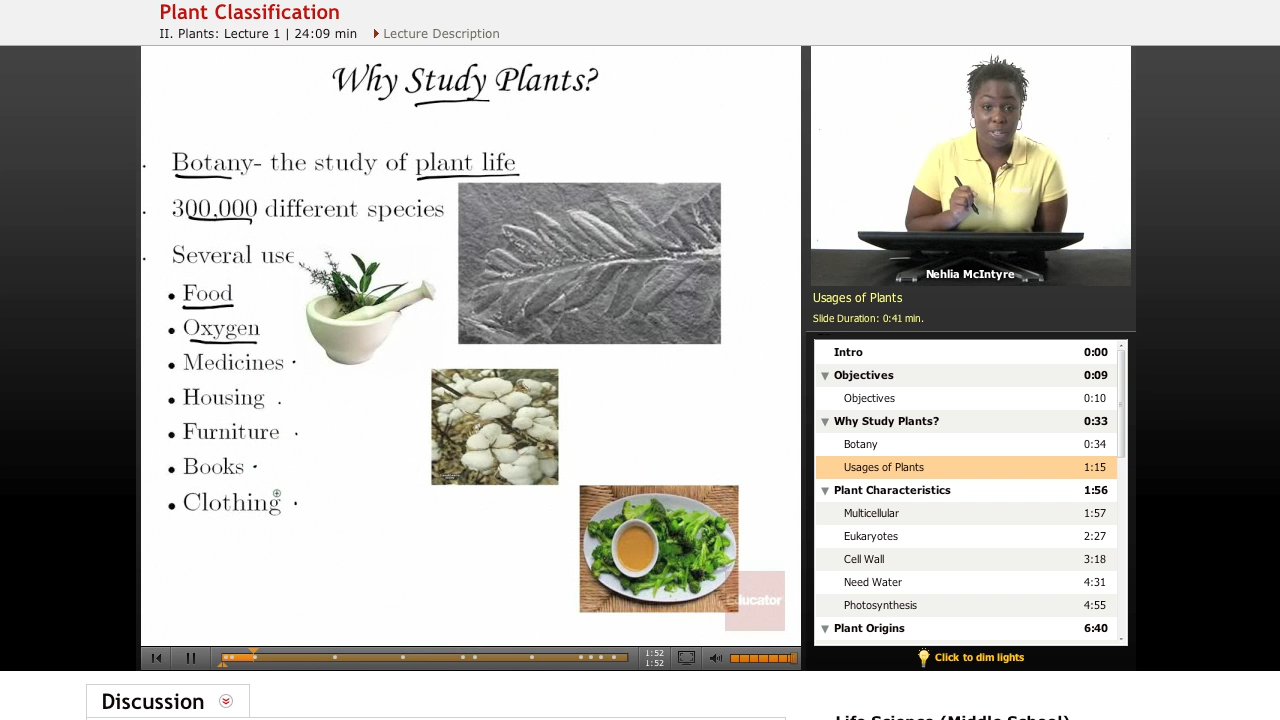 Plant Classification
II. Plants: Lecture 1 | 24:09 min Lecture Description
Why Study Plants?
Botany- the study of plant life
300,000 different species
Several use
• Food
• Oxygen
• Medicines
• Housing
• Furniture
• Books
• Clothing
Educator
1:52
1:52
Nehlia McIntyre
Usages of Plants
Slide Duration: 0:41 min.
Intro 0:00
Objectives 0:09
Objectives 0:10
Why Study Plants? 0:33
Botany 0:34
Usages of Plants 1:15
Plant Characteristics 1:56
Multicellular 1:57
Eukaryotes 2:27
Cell Wall 3:18
Need Water 4:31
Photosynthesis 4:55
Plant Origins 6:40
Click to dim lights
Discussion
Life Science (Middle School)